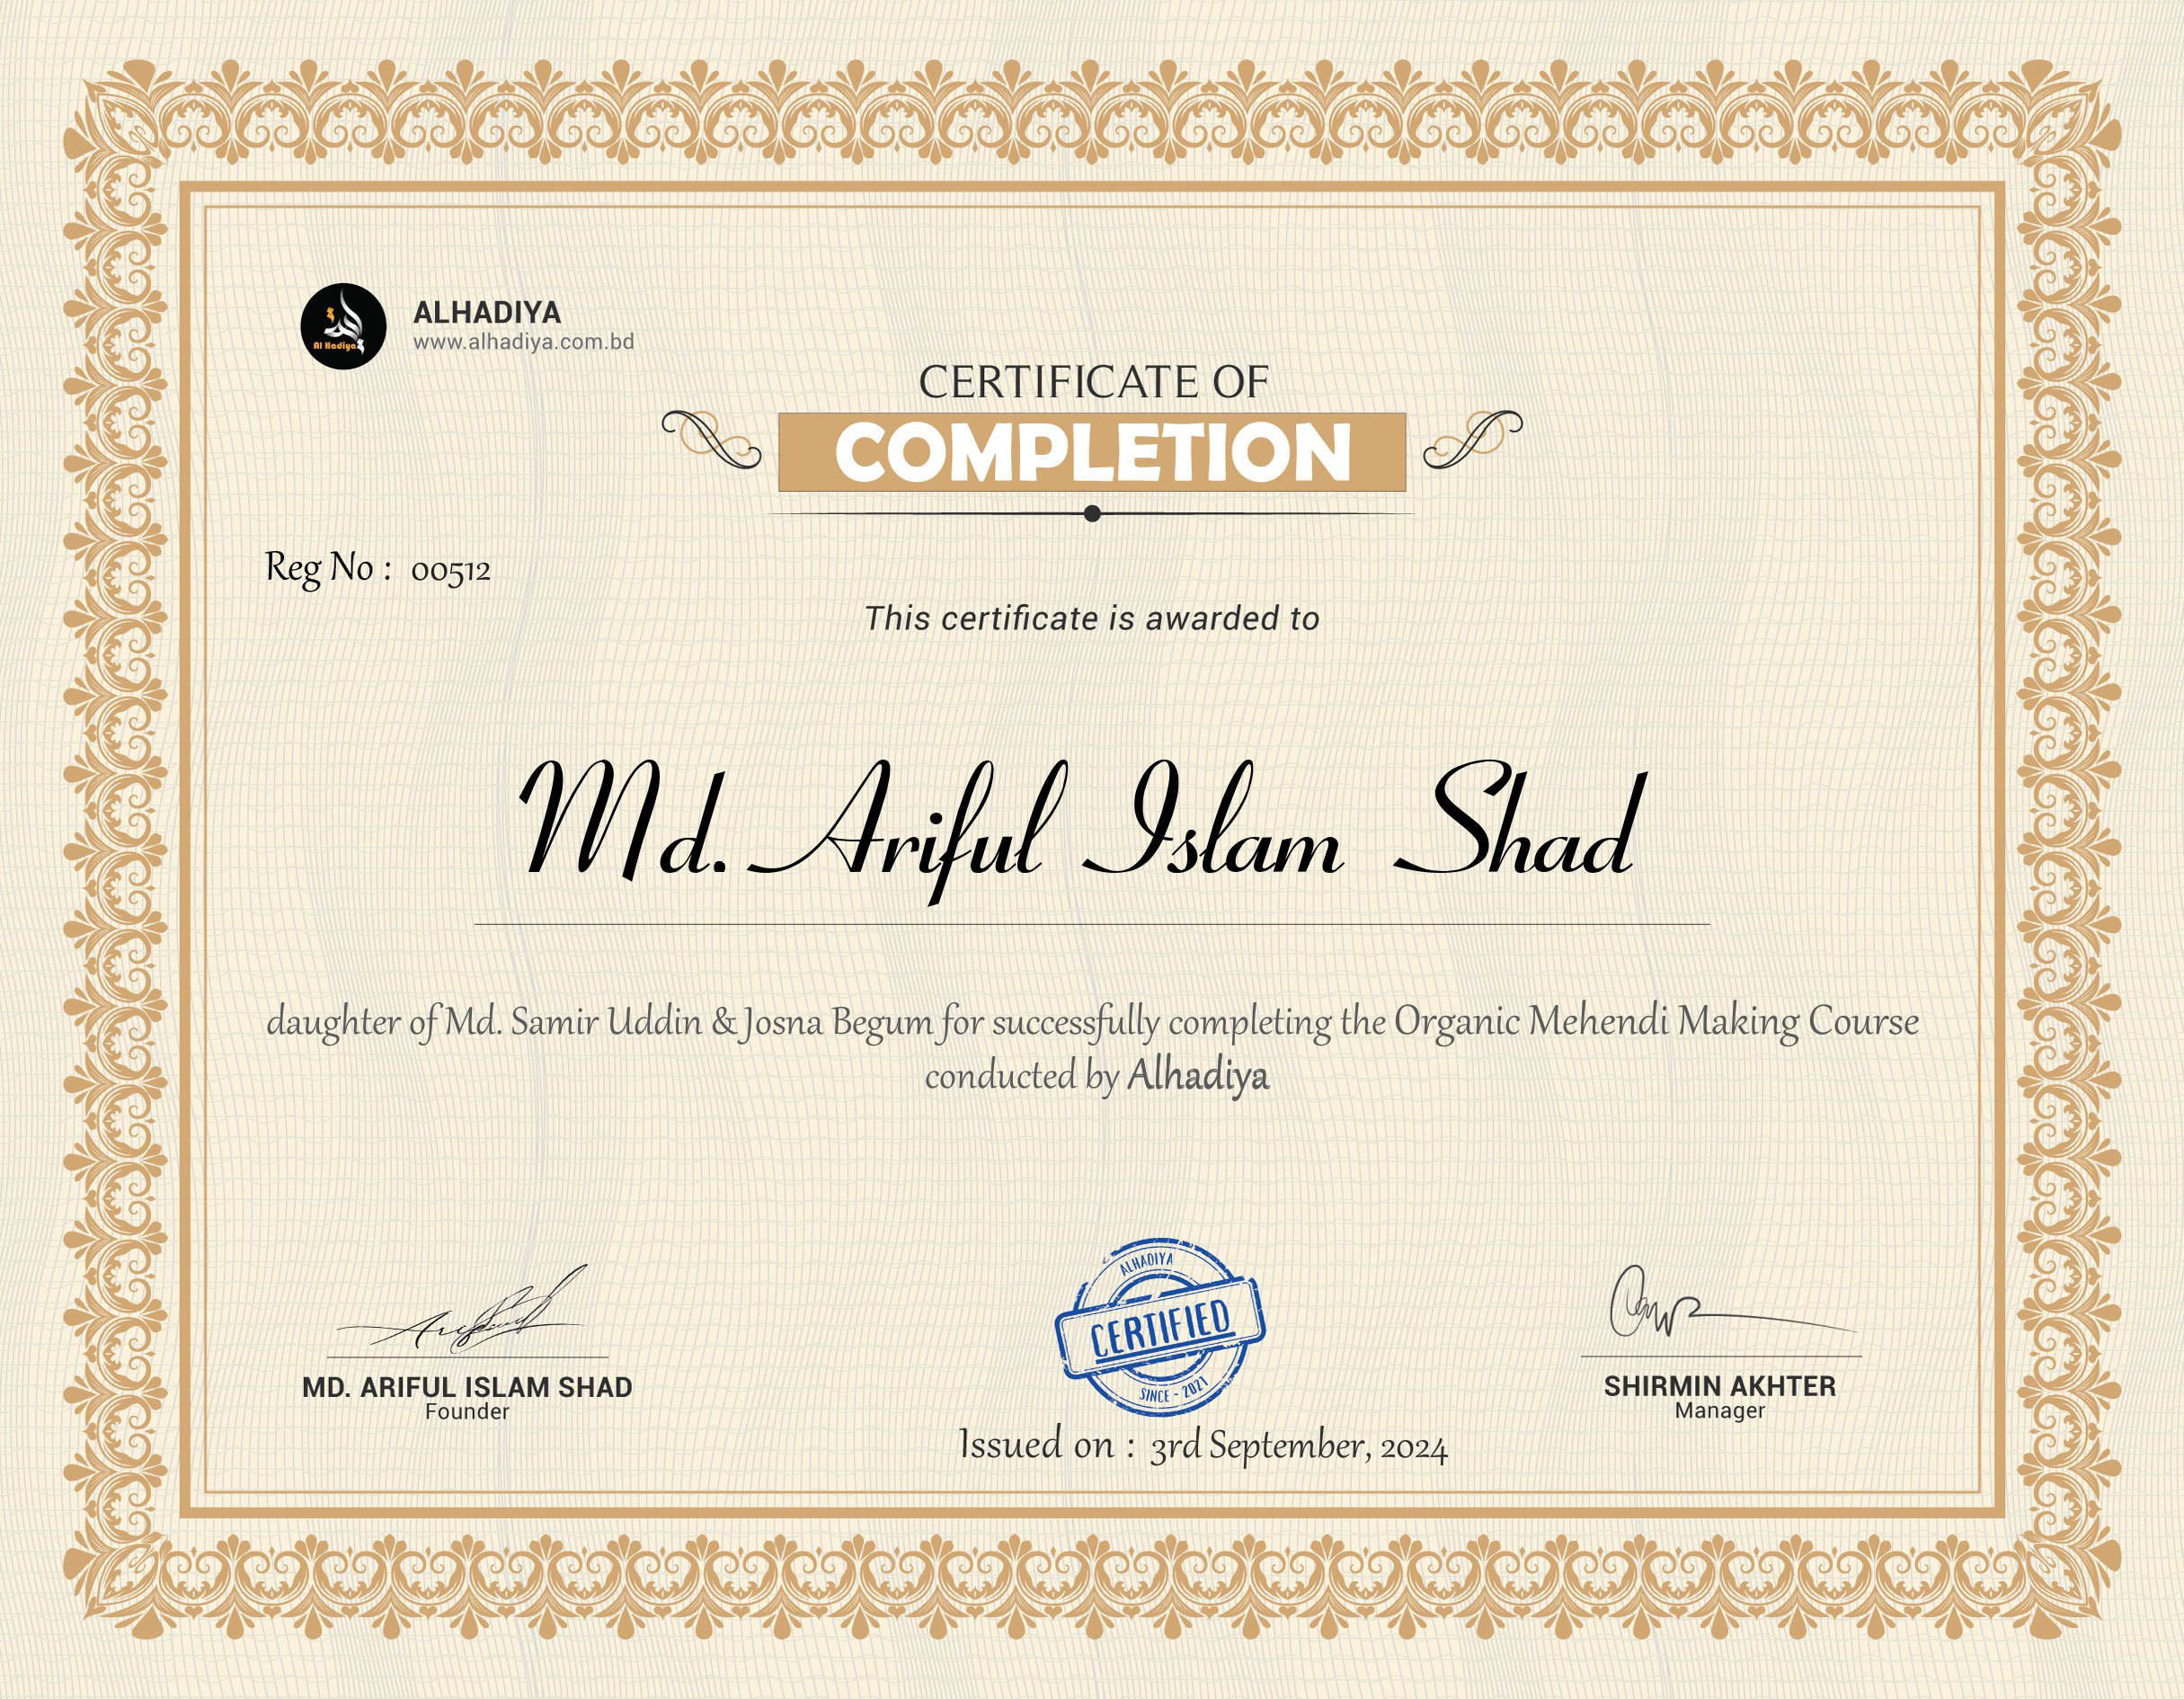 ALHADIYA
www.alhadiya.com.bd
Al Hadiya
CERTIFICATE OF
COMPLETION
Reg No : 00512
This certificate is awarded to
Md. Ariful Islam Shad
daughter of Md. Samir Uddin & Josna Begum for successfully completing the Organic Mehendi Making Course
conducted by Alhadiya
ALHADIYA
CERTIFIED
SINCE - 2021
MD. ARIFUL ISLAM SHAD
Founder
SHIRMIN AKHTER
Manager
Issued on : 3rd September, 2024